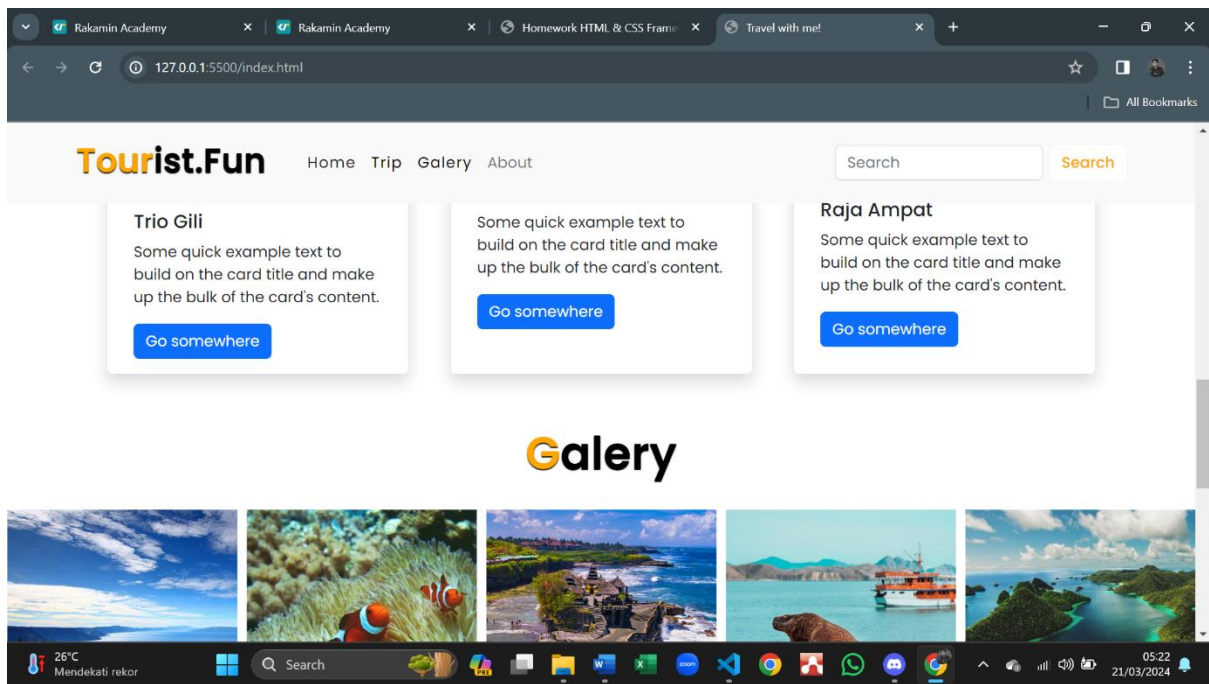 Rakamin Academy
Rakamin Academy
Homework HTML & CSS Frame
Travel with me!
127.0.0.1:5500/index.html
All Bookmarks
Tourist.Fun
Home Trip Galery About
Search
Search
Trio Gili
Some quick example text to
build on the card title and make
up the bulk of the card's content.
Go somewhere
Some quick example text to
build on the card title and make
up the bulk of the card's content.
Go somewhere
Raja Ampat
Some quick example text to
build on the card title and make
up the bulk of the card's content.
Go somewhere
Galery
26°C
Mendekati rekor
Search
PRE
zoom
05:22
21/03/2024